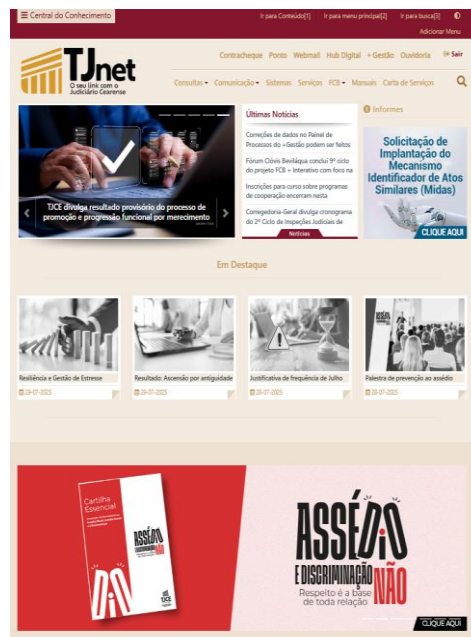 Central do Conhecimento
Ir para Conteúdo[1] Ir para menu principal[2] Ir para busca[3]
Adicionar Menu
TJnet
O seu link com o
Judiciário Cearense
Contracheque Ponto Webmail Hub Digital +Gestão Ouvidoria Sair
Consultas Comunicação Sistemas Serviços FCB Manuais Carta de Serviços
TJCE divulga resultado provisório do processo de
promoção e progressão funcional por merecimento
Últimas Notícias
Correções de dados no Painel de
Processos do +Gestão podem ser feitos
Fórum Clóvis Beviláqua conclui 9º ciclo
do projeto FCB + Interativo com foco na
Inscrições para curso sobre programas
de cooperação encerram nesta
Corregedoria-Geral divulga cronograma
do 2º Ciclo de Inspeções Judiciais de
Notícias
Informes
Solicitação de
Implantação do
Mecanismo
Identificador de Atos
Similares (Midas)
CLIQUE AQUI
Em Destaque
Resiliência e Gestão de Estresse
28-07-2025
Resultado: Ascensão por antiguidade
28-07-2025
Justificativa de frequência de Julho
28-07-2025
Palestra de prevenção ao assédio
28-07-2025
Cartilha
Essencial
ASSÉDIO
NÃO
TJCE
ASSÉDIO
E DISCRIMINAÇÃO
NÃO
Respeito é a base
de toda relação
CLIQUE AQUI